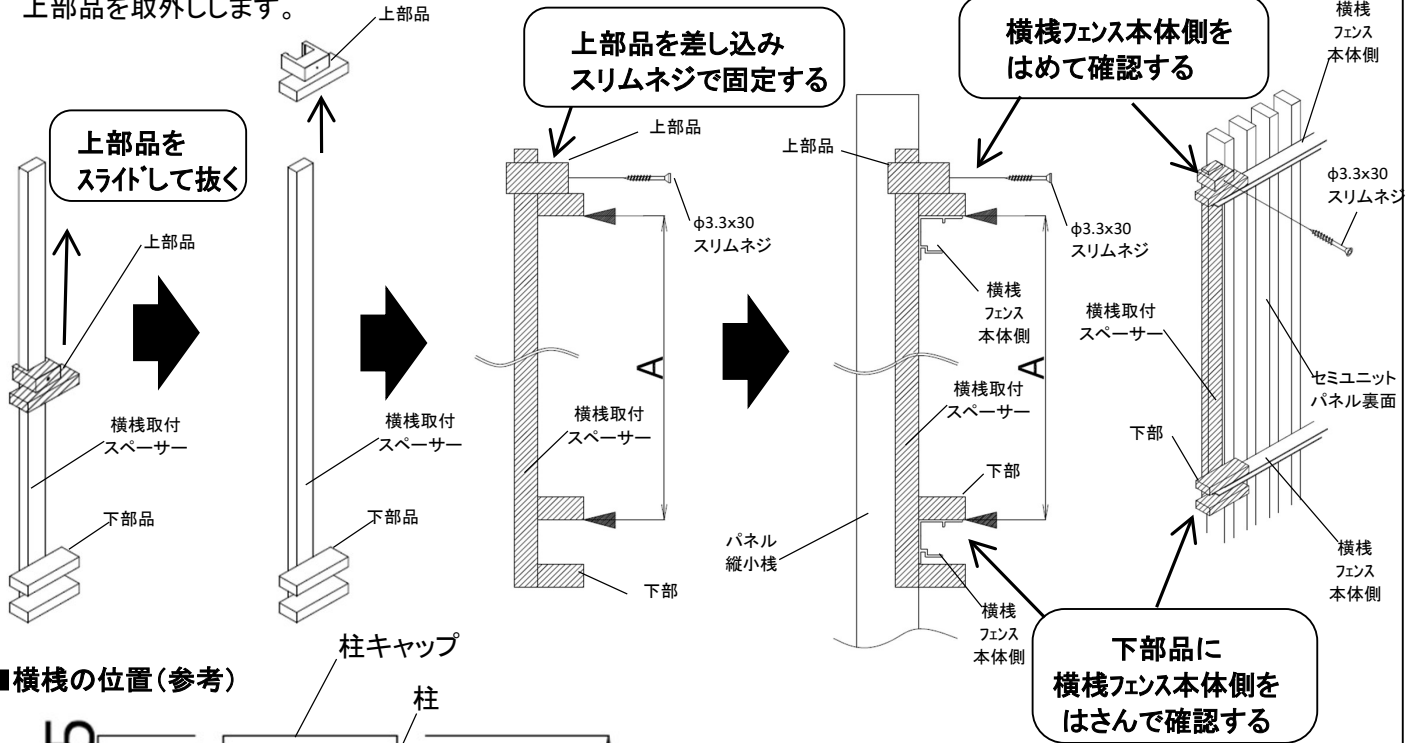 上部品を取外しします。
上部品
上部品を
スライドして抜く
上部品
横桟取付
スペーサー
下部品
横桟取付
スペーサー
下部品
上部品を差し込み
スリムネジで固定する
上部品
φ3.3x30
スリムネジ
A
横桟取付
スペーサー
下部
横桟フェンス本体側を
はめて確認する
上部品
φ3.3x30
スリムネジ
横桟
フェンス
本体側
A
横桟取付
スペーサー
下部
パネル
縦小桟
横桟
フェンス
本体側
横桟
フェンス
本体側
φ3.3x30
スリムネジ
横桟取付
スペーサー
セミユニット
パネル裏面
下部
横桟
フェンス
本体側
下部品に
横桟フェンス本体側を
はさんで確認する
■横桟の位置(参考)
柱キャップ
柱